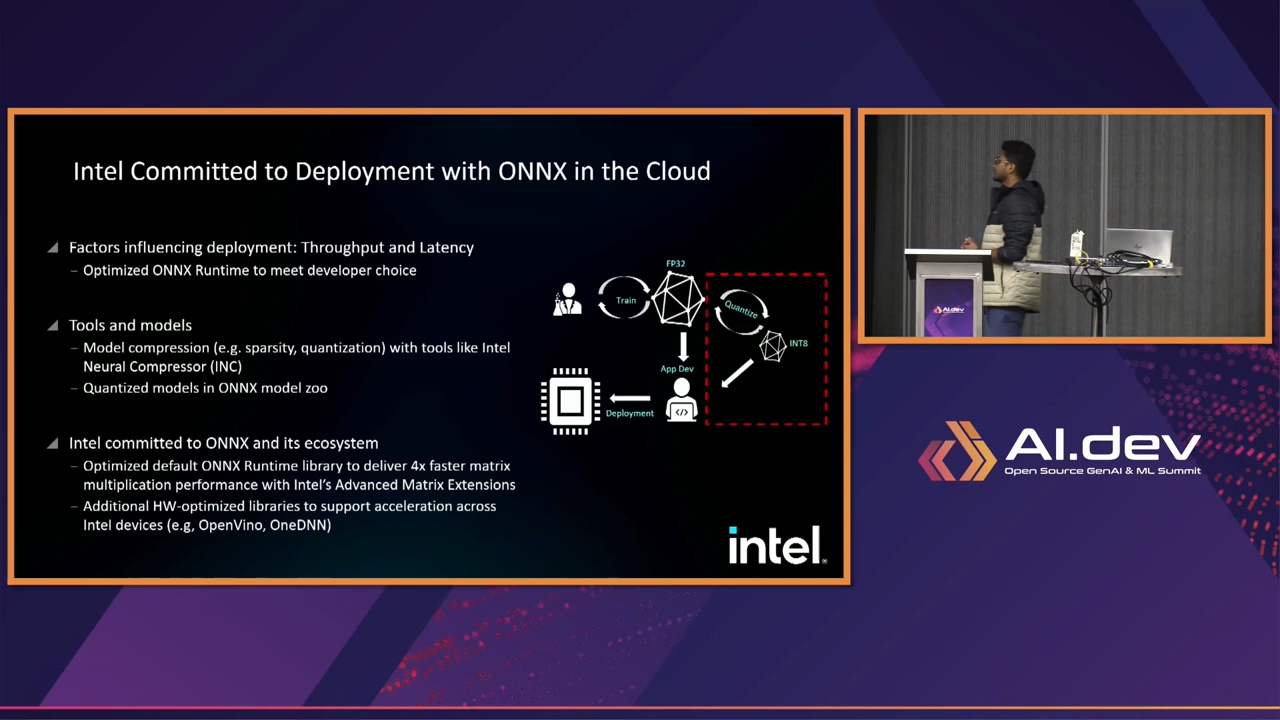 Intel Committed to Deployment with ONNX in the Cloud
Factors influencing deployment: Throughput and Latency
– Optimized ONNX Runtime to meet developer choice
Tools and models
– Model compression (e.g. sparsity, quantization) with tools like Intel
Neural Compressor (INC)
– Quantized models in ONNX model zoo
Intel committed to ONNX and its ecosystem
– Optimized default ONNX Runtime library to deliver 4x faster matrix
multiplication performance with Intel's Advanced Matrix Extensions
– Additional HW-optimized libraries to support acceleration across
Intel devices (e.g, OpenVino, OneDNN)
FP32
Train
Quantize
INT8
App Dev
</>
Deployment
intel®
AI.dev
AI.dev
Open Source GenAI & ML Summit